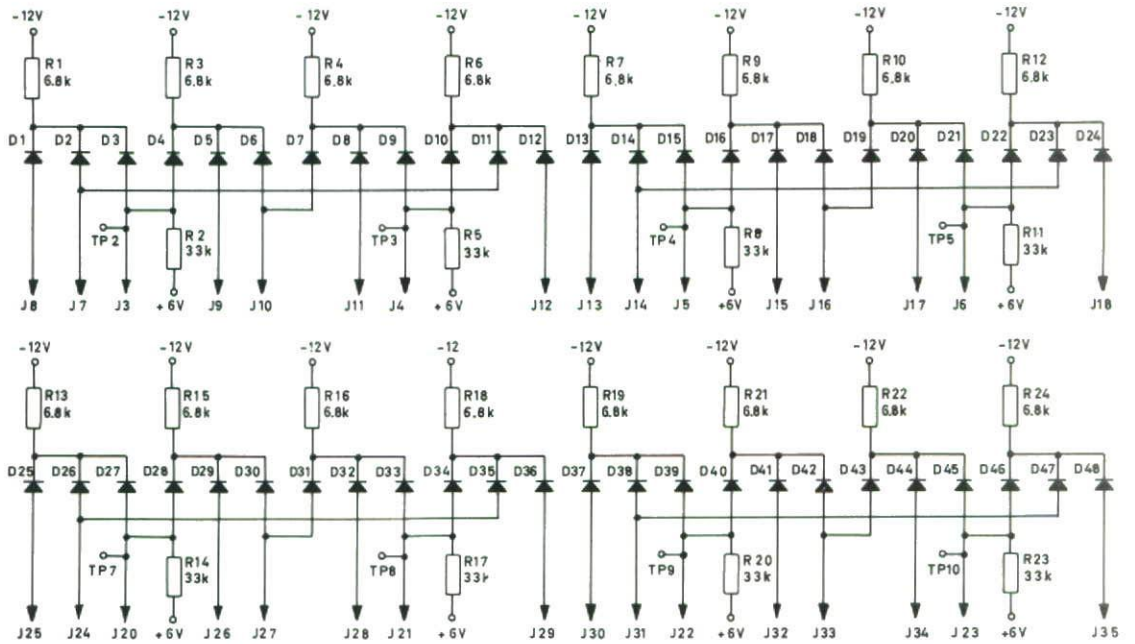 -12V -12V -12V -12V -12V -12V -12V -12V
R1 R3 R4 R6 R7 R9 R10 R12
6.8k 6.8k 6.8k 6.8k 6.8k 6.8k 6.8k 6.8k
D1 D2 D3 D4 D5 D6 D7 D8 D9 D10 D11 D12 D13 D14 D15 D16 D17 D18 D19 D20 D21 D22 D23 D24
TP2 R2 TP3 R5 TP4 R8 TP5 R11
33k 33k 33k 33k
J8 J7 J3 +6V J9 J10 J11 J4 +6V J12 J13 J14 J5 +6V J15 J16 J17 J6 +6V J18
-12V -12V -12V -12 -12V -12V -12V -12V
R13 R15 R16 R18 R19 R21 R22 R24
6.8k 6.8k 6.8k 6.8k 6.8k 6.8k 6.8k 6.8k
D25 D26 D27 D28 D29 D30 D31 D32 D33 D34 D35 D36 D37 D38 D39 D40 D41 D42 D43 D44 D45 D46 D47 D48
TP7 R14 TP8 R17 TP9 R20 TP10 R23
33k 33k 33k 33k
J25 J24 J20 +6V J26 J27 J28 J21 +6V J29 J30 J31 J22 +6V J32 J33 J34 J23 +6V J35